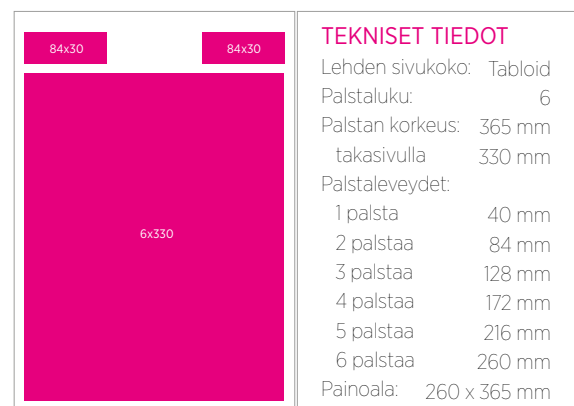 84x30
84x30
6x330
TEKNISET TIEDOT
Lehden sivukoko: Tabloid
Palstaluku: 6
Palstan korkeus: 365 mm
takasivulla 330 mm
Palstaleveydet:
1 palsta 40 mm
2 palstaa 84 mm
3 palstaa 128 mm
4 palstaa 172 mm
5 palstaa 216 mm
6 palstaa 260 mm
Painoala: 260 x 365 mm